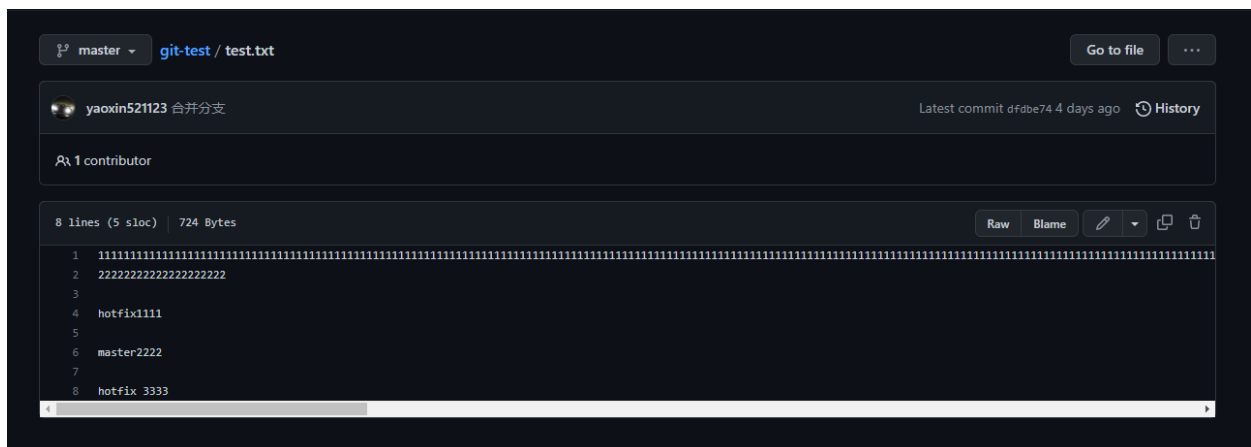 master git-test / test.txt Go to file ...
yaoxin521123 合并分支 Latest commit dfdbe74 4 days ago History
1 contributor
8 lines (5 sloc) 724 Bytes Raw Blame
1 11111111111111111111111111111111111111111111111111111111111111111111111111111111111111111111111111111111111111111111111111111111111111111111111111111111111111111111111111111111
2 22222222222222222222
3
4 hotfix1111
5
6 master2222
7
8 hotfix 3333